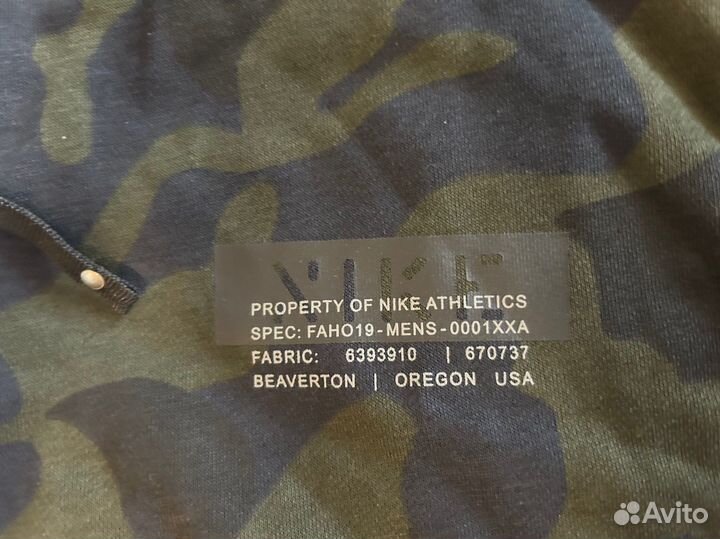 NIKE
PROPERTY OF NIKE ATHLETICS
SPEC: FAHO19-MENS-0001XXA
FABRIC: 6393910 | 670737
BEAVERTON | OREGON USA
Avito